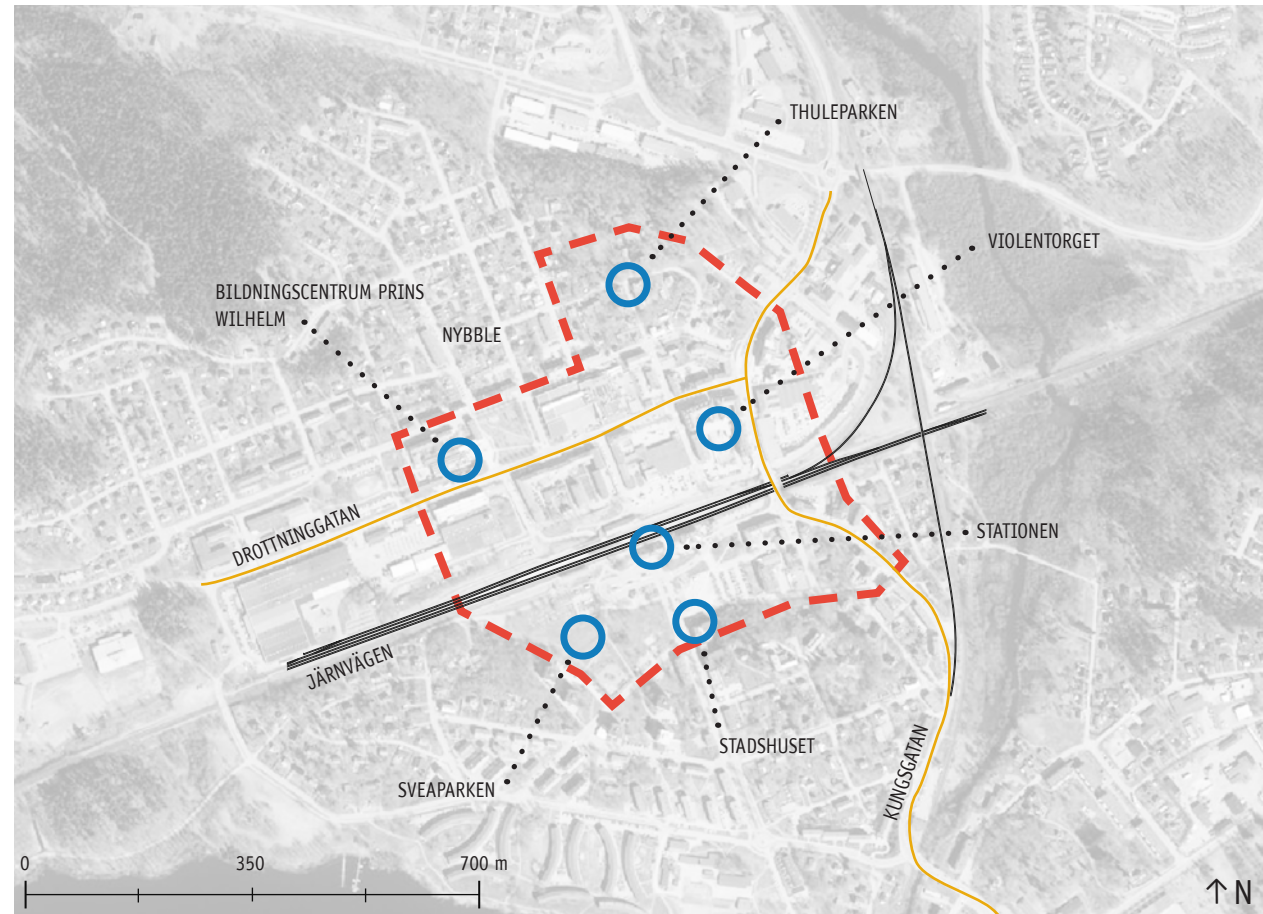 THULEPARKEN
VIOLENTORGET
BILDNINGSCENTRUM PRINS
WILHELM
NYBBLE
DROTTNINGGATAN
STATIONEN
JÄRNVÄGEN
STADSHUSET
KUNGSGATAN
SVEAPARKEN
0 350 700 m
↑ N